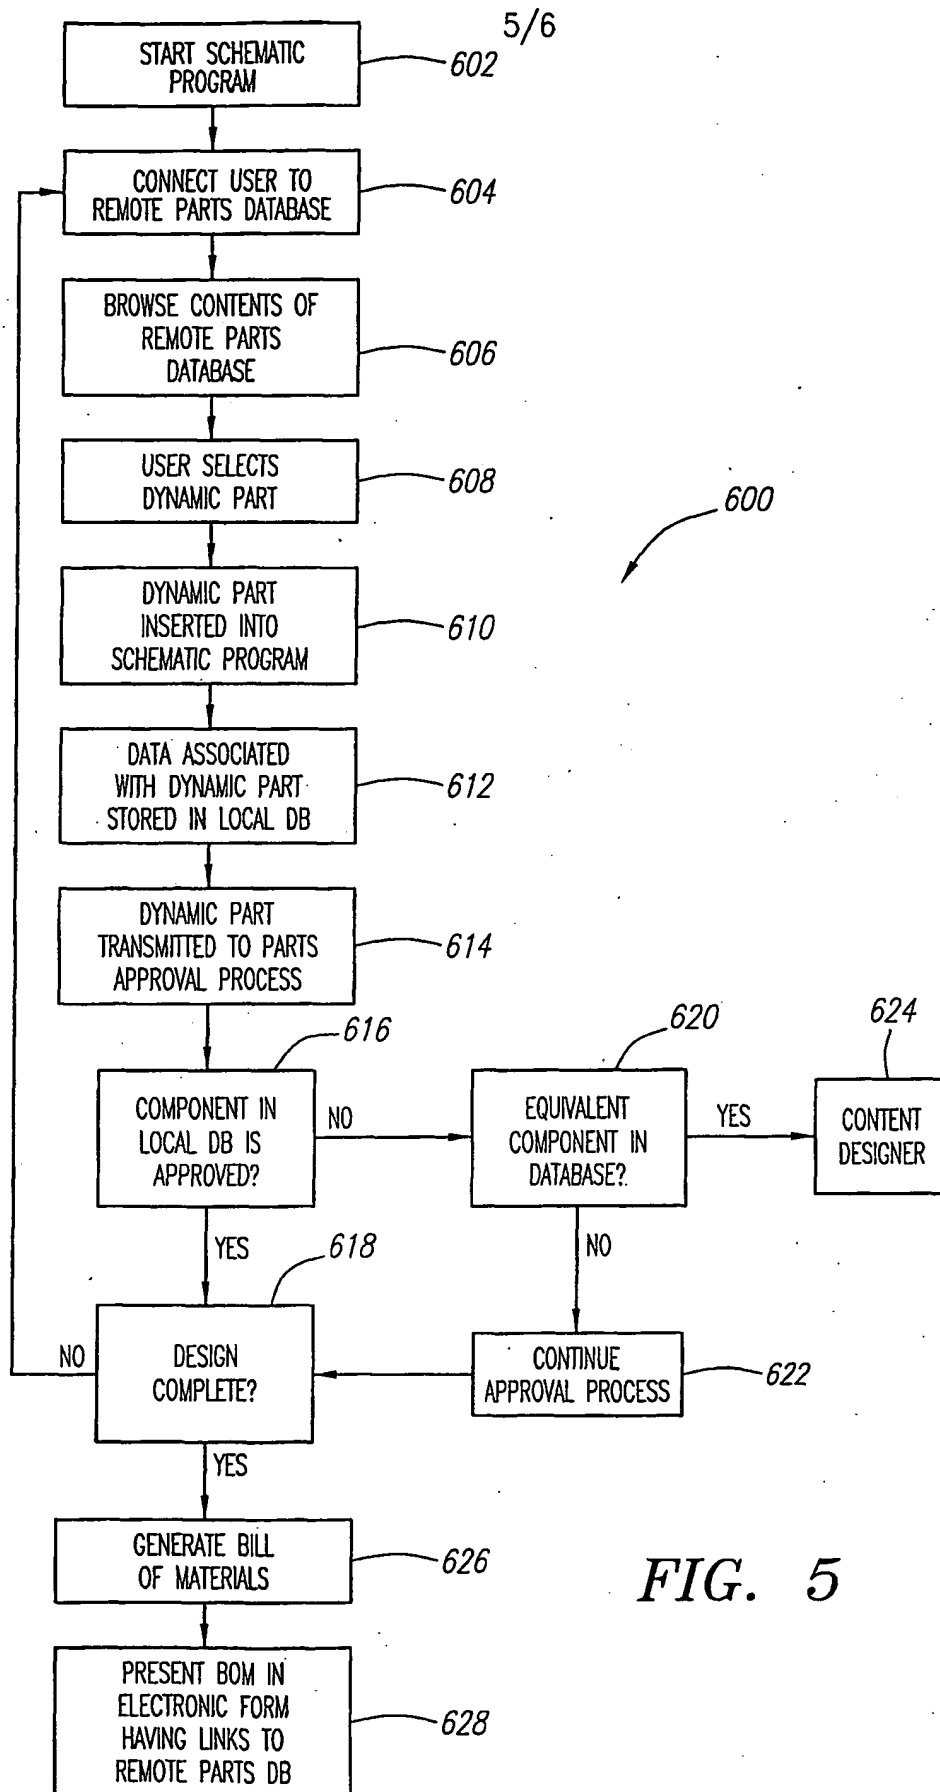 5/6
START SCHEMATIC
PROGRAM
602
CONNECT USER TO
REMOTE PARTS DATABASE
604
BROWSE CONTENTS OF
REMOTE PARTS
DATABASE
606
USER SELECTS
DYNAMIC PART
608
600
DYNAMIC PART
INSERTED INTO
SCHEMATIC PROGRAM
610
DATA ASSOCIATED
WITH DYNAMIC PART
STORED IN LOCAL DB
612
DYNAMIC PART
TRANSMITTED TO PARTS
APPROVAL PROCESS
614
616
COMPONENT IN
LOCAL DB IS
APPROVED?
NO
620
EQUIVALENT
COMPONENT IN
DATABASE?
YES
624
CONTENT
DESIGNER
YES
NO
618
DESIGN
COMPLETE?
NO
CONTINUE
APPROVAL PROCESS
622
YES
GENERATE BILL
OF MATERIALS
626
PRESENT BOM IN
ELECTRONIC FORM
HAVING LINKS TO
REMOTE PARTS DB
628
FIG. 5